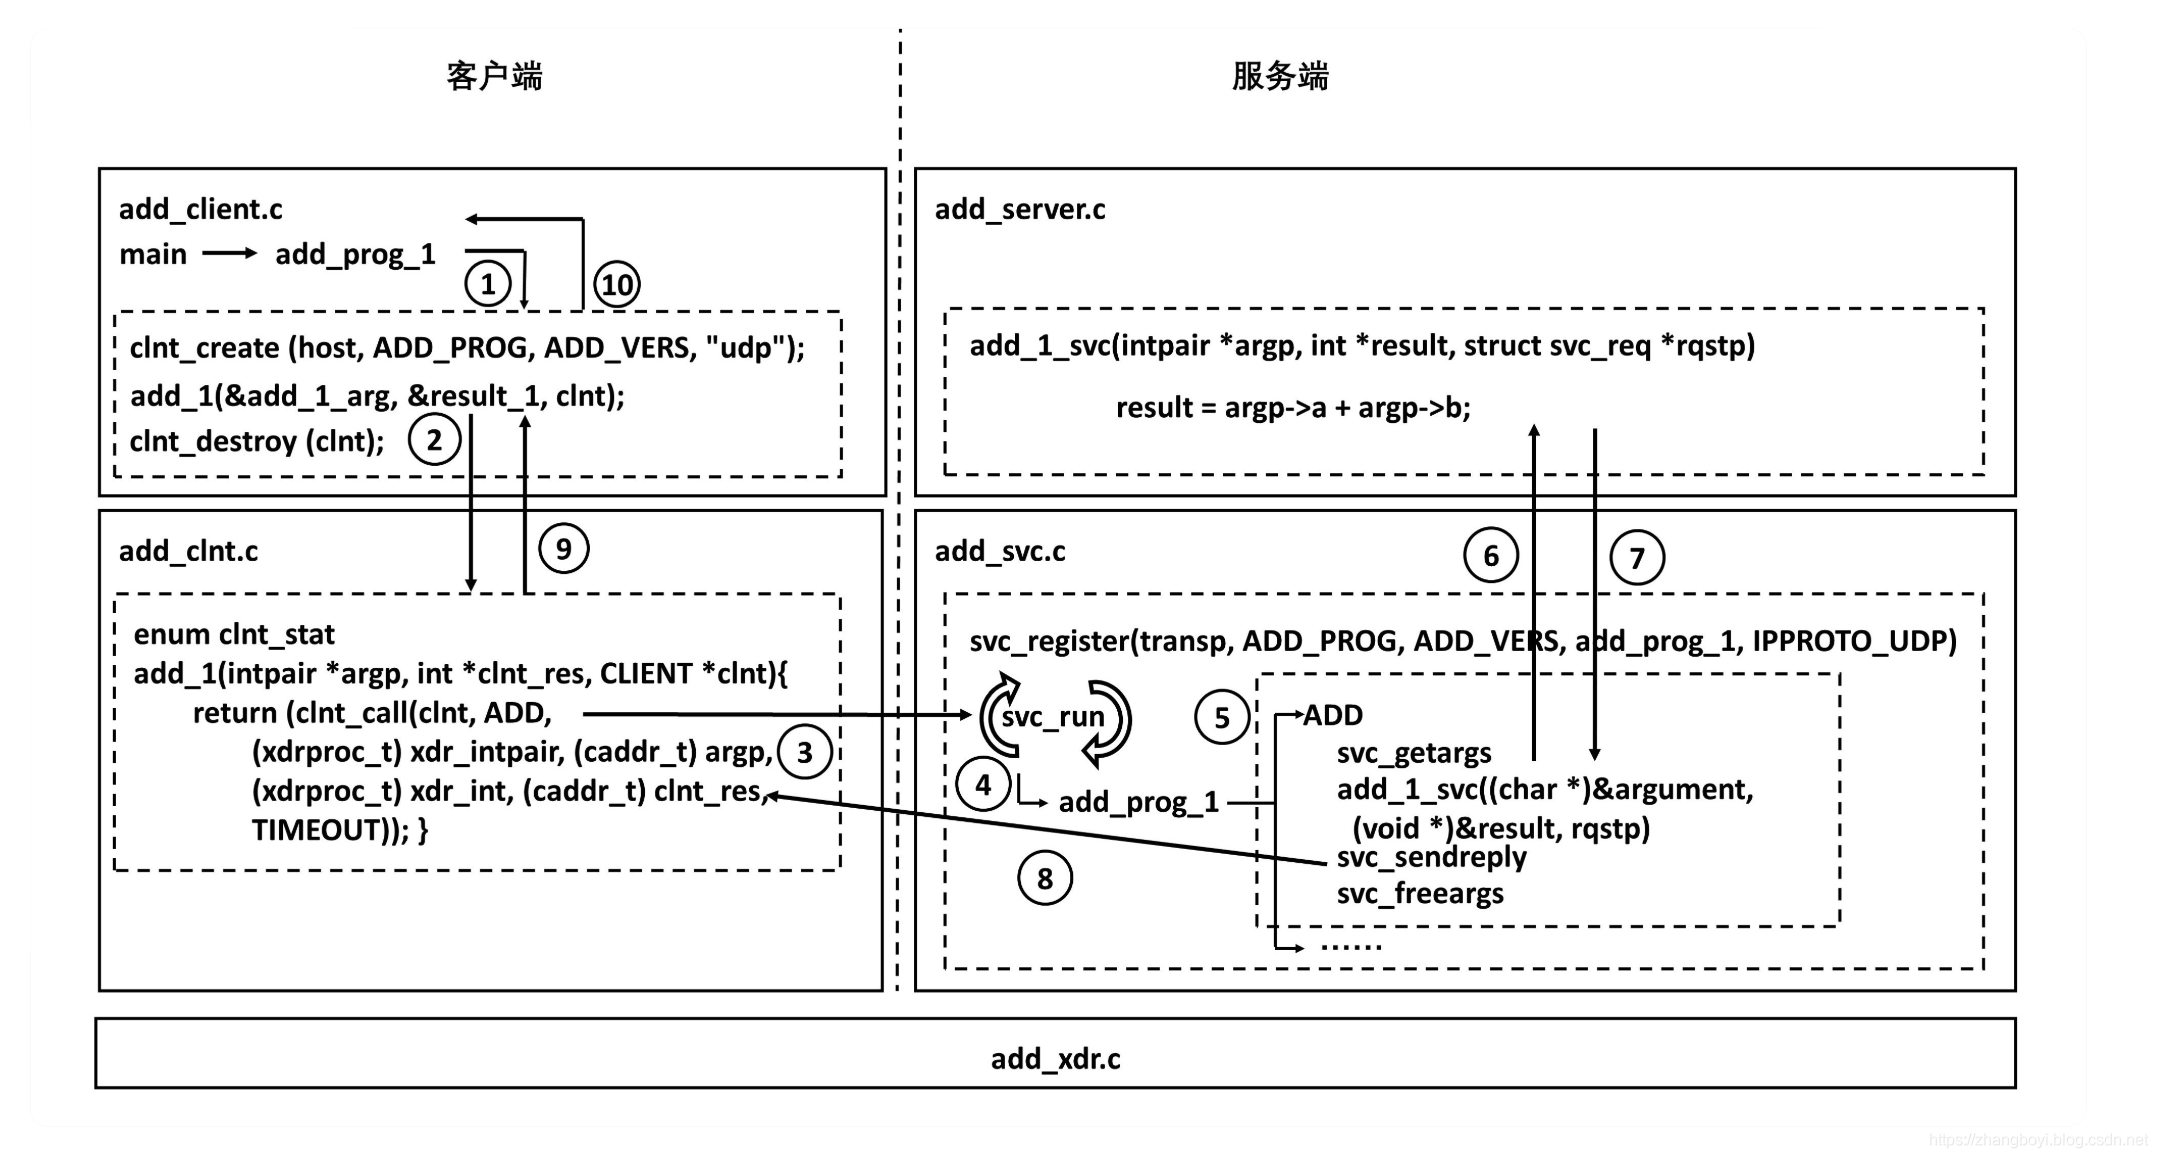 客户端
服务端
add_client.c
main add_prog_1
1
10
clnt_create (host, ADD_PROG, ADD_VERS, "udp");
add_1(&add_1_arg, &result_1, clnt);
clnt_destroy (clnt);
2
add_server.c
add_1_svc(intpair *argp, int *result, struct svc_req *rqstp)
result = argp->a + argp->b;
add_clnt.c
9
enum clnt_stat
add_1(intpair *argp, int *clnt_res, CLIENT *clnt){
return (clnt_call(clnt, ADD,
(xdrproc_t) xdr_intpair, (caddr_t) argp,
3
(xdrproc_t) xdr_int, (caddr_t) clnt_res,
TIMEOUT)); }
add_svc.c
6
7
svc_register(transp, ADD_PROG, ADD_VERS, add_prog_1, IPPROTO_UDP)
svc_run
5
ADD
svc_getargs
4
add_prog_1
add_1_svc((char *)&argument,
(void *)&result, rqstp)
svc_sendreply
8
svc_freeargs
······
add_xdr.c
https://zhangboyi.blog.csdn.net